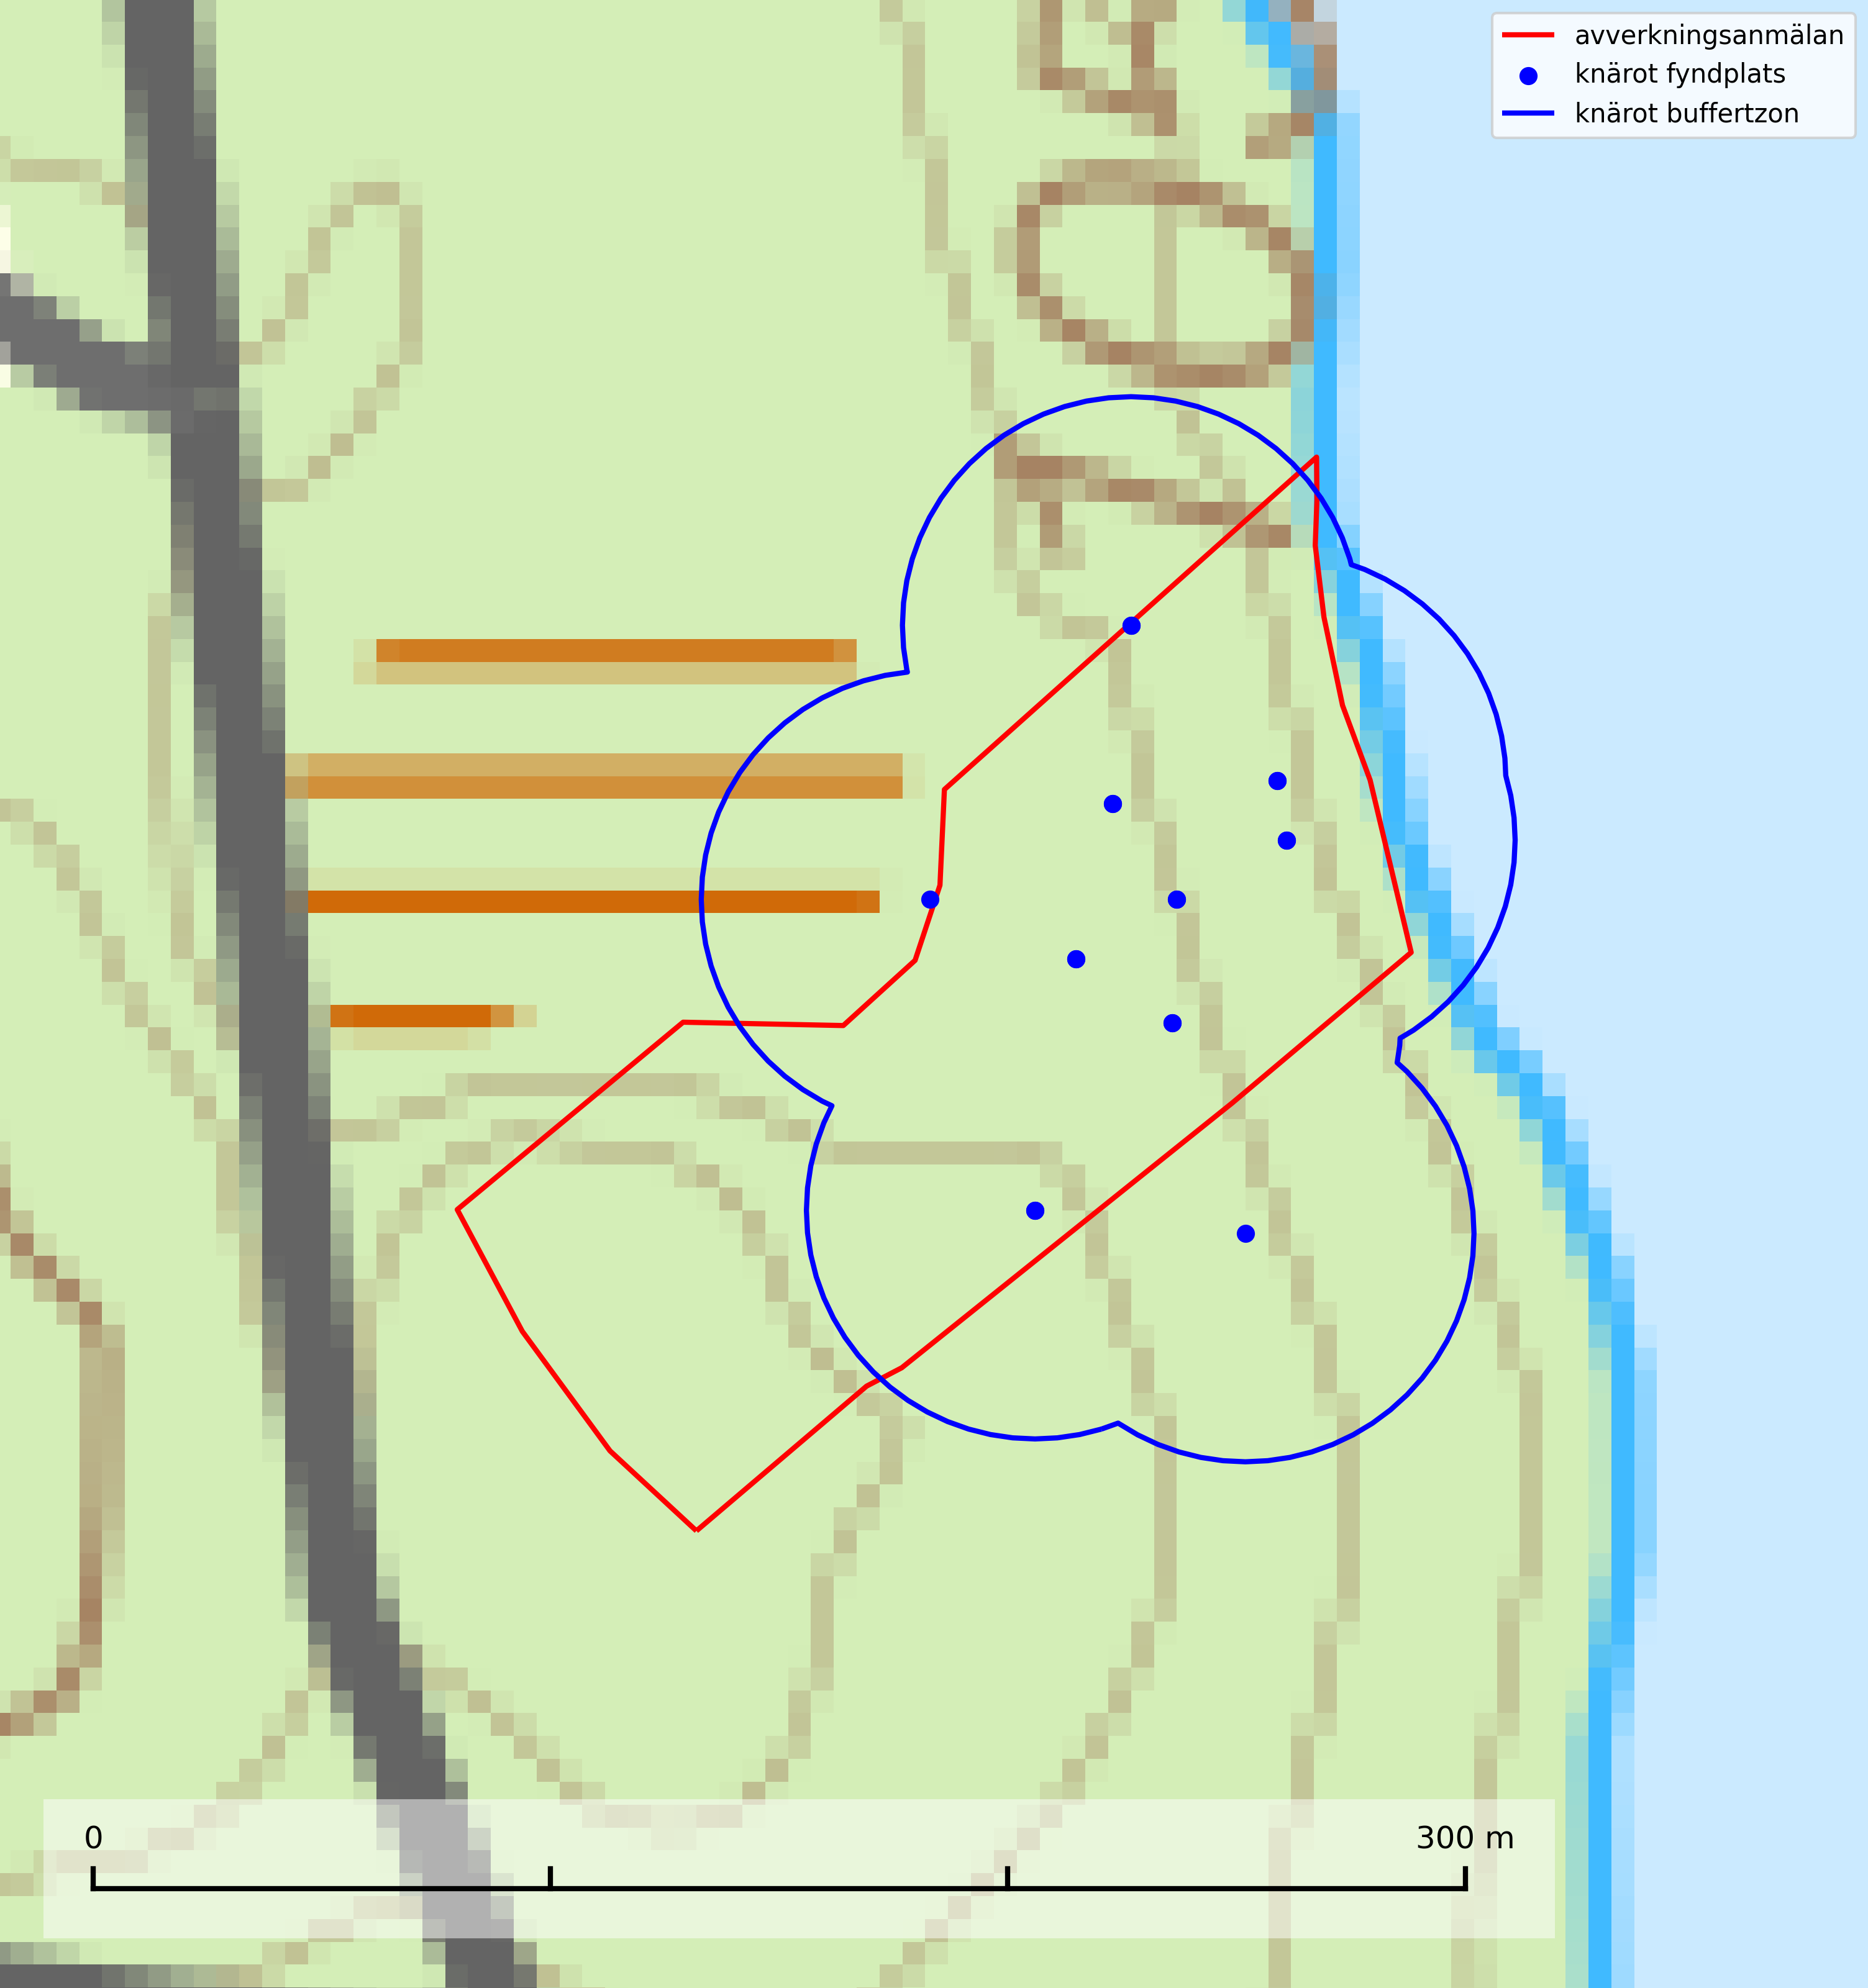 avverkningsanmälan
knärot fyndplats
knärot buffertzon
0
300 m